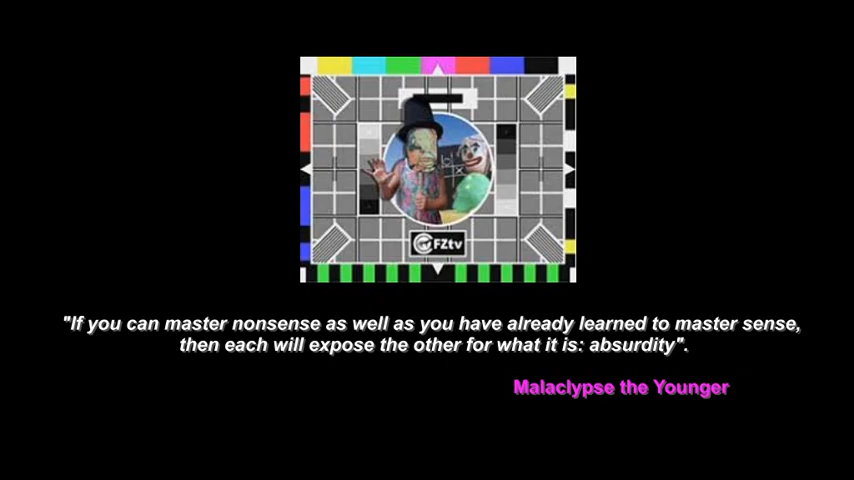 FZtv
"If you can master nonsense as well as you have already learned to master sense,
then each will expose the other for what it is: absurdity".
Malaclypse the Younger